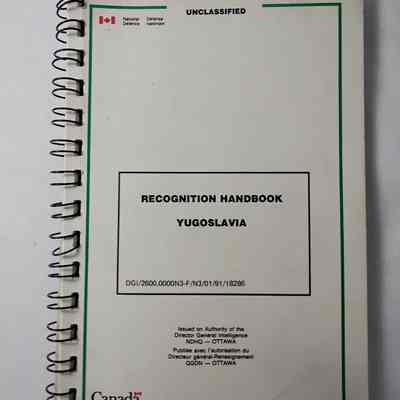 UNCLASSIFIED
National Défense
Defence nationale
RECOGNITION HANDBOOK
YUGOSLAVIA
DGI/2600,0000N3-F/N3/01/91/18286
Issued on Authority of the
Director General Intelligence
NDHQ — OTTAWA
Publiée avec l'autorisation du
Directeur général-Renseignement
QGDN — OTTAWA
Canada